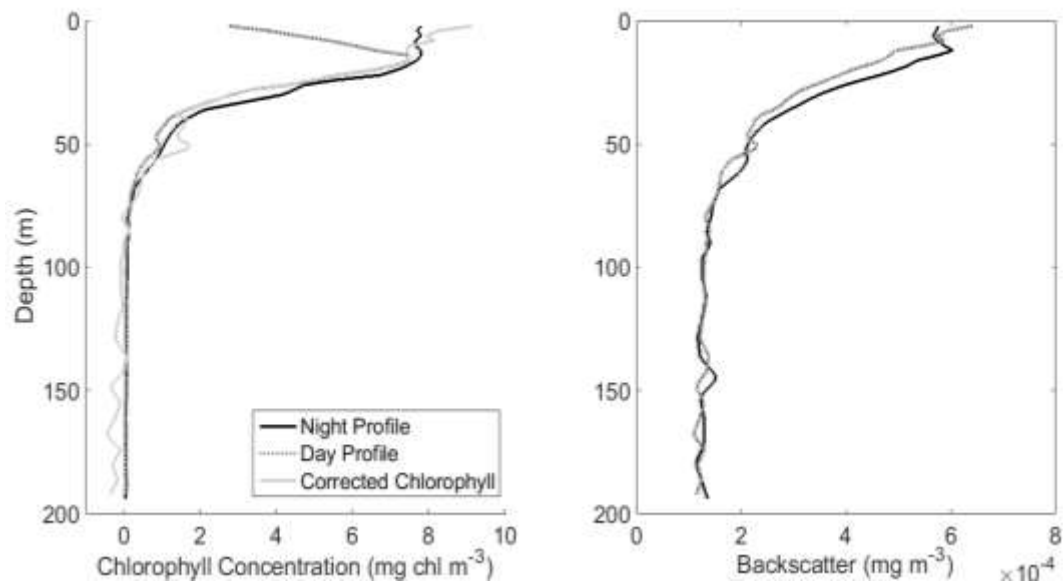 0
50
100
150
200
Depth (m)
Night Profile
Day Profile
Corrected Chlorophyll
0 2 4 6 8 10
Chlorophyll Concentration (mg chl m⁻³)
0
50
100
150
200
0 2 4 6 8
Backscatter (mg m⁻³)
×10⁻⁴